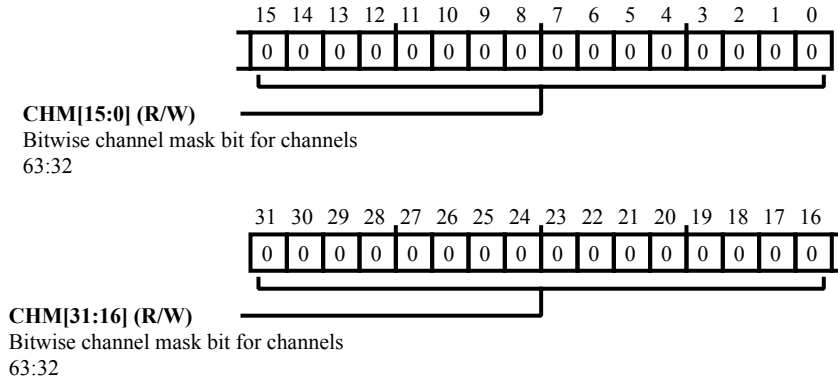 15 14 13 12 11 10 9 8 7 6 5 4 3 2 1 0
0 0 0 0 0 0 0 0 0 0 0 0 0 0 0 0
CHM[15:0] (R/W)
Bitwise channel mask bit for channels
63:32
31 30 29 28 27 26 25 24 23 22 21 20 19 18 17 16
0 0 0 0 0 0 0 0 0 0 0 0 0 0 0 0
CHM[31:16] (R/W)
Bitwise channel mask bit for channels
63:32